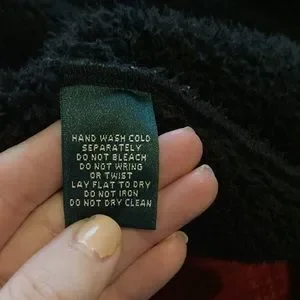 HAND WASH COLD
SEPARATELY
DO NOT BLEACH
DO NOT WRING
OR TWIST
LAY FLAT TO DRY
DO NOT IRON
DO NOT DRY CLEAN